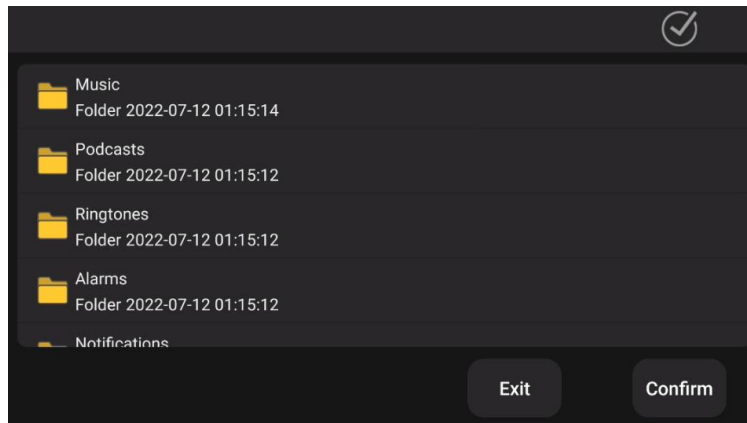 Music
Folder 2022-07-12 01:15:14
Podcasts
Folder 2022-07-12 01:15:12
Ringtones
Folder 2022-07-12 01:15:12
Alarms
Folder 2022-07-12 01:15:12
Notifications
Exit
Confirm